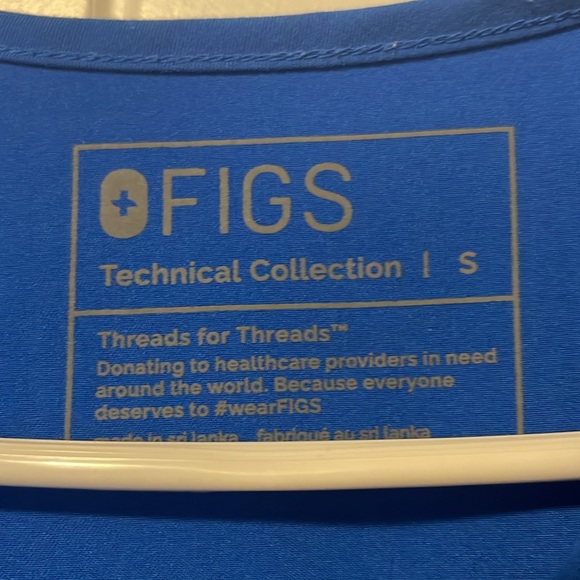 FIGS
Technical Collection | S
Threads for Threads™
Donating to healthcare providers in need
around the world. Because everyone
deserves to #wearFIGS
made in sri lanka fabriqué au sri lanka